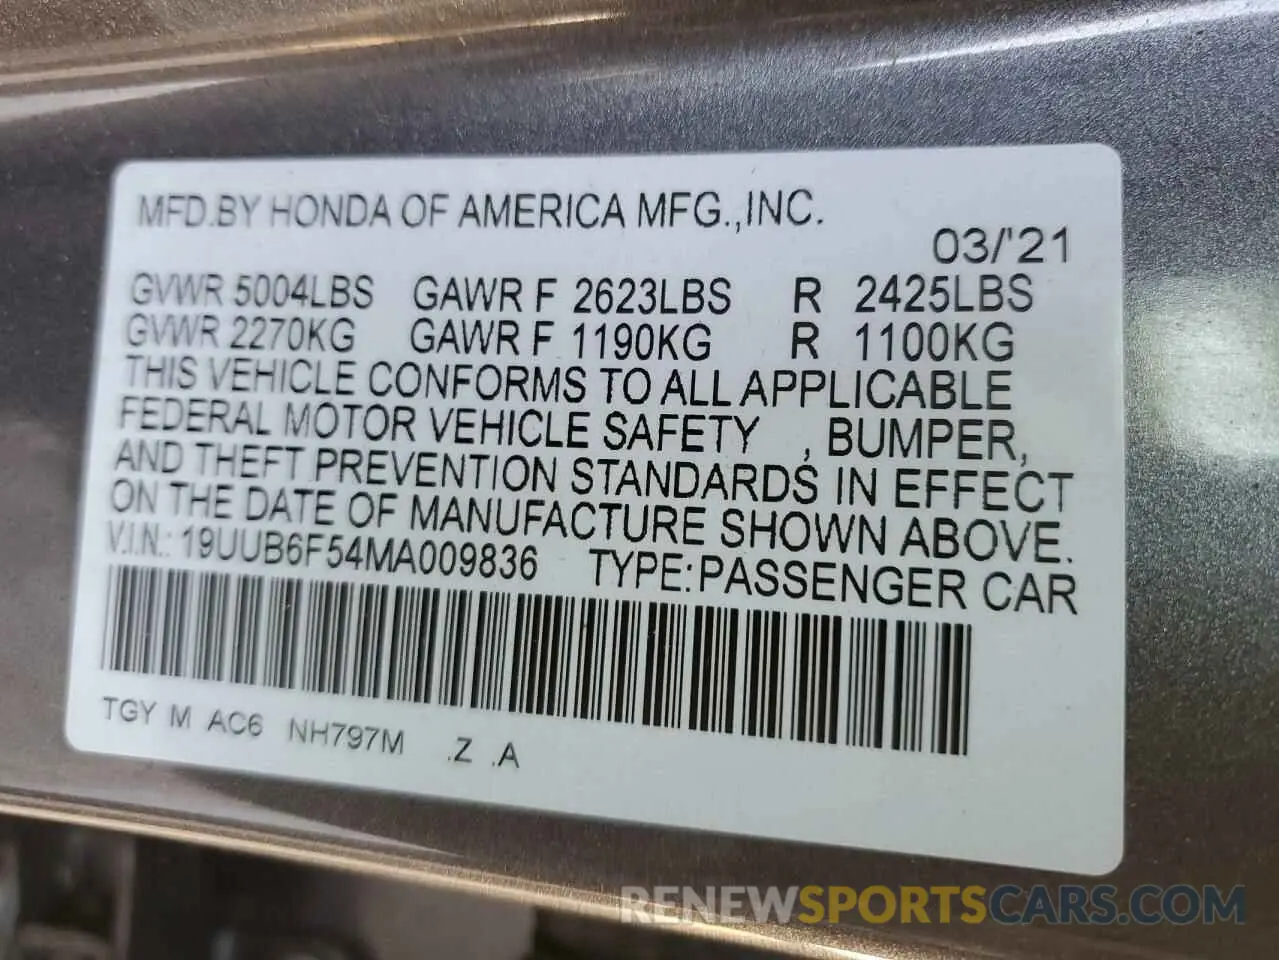 MFD.BY HONDA OF AMERICA MFG.,INC.
03/'21
GVWR 5004LBS GAWR F 2623LBS R 2425LBS
GVWR 2270KG GAWR F 1190KG R 1100KG
THIS VEHICLE CONFORMS TO ALL APPLICABLE
FEDERAL MOTOR VEHICLE SAFETY , BUMPER,
AND THEFT PREVENTION STANDARDS IN EFFECT
ON THE DATE OF MANUFACTURE SHOWN ABOVE.
V.I.N.: 19UUB6F54MA009836 TYPE:PASSENGER CAR
TGY M AC6 NH797M .Z .A
RENEWSPORTSCARS.COM